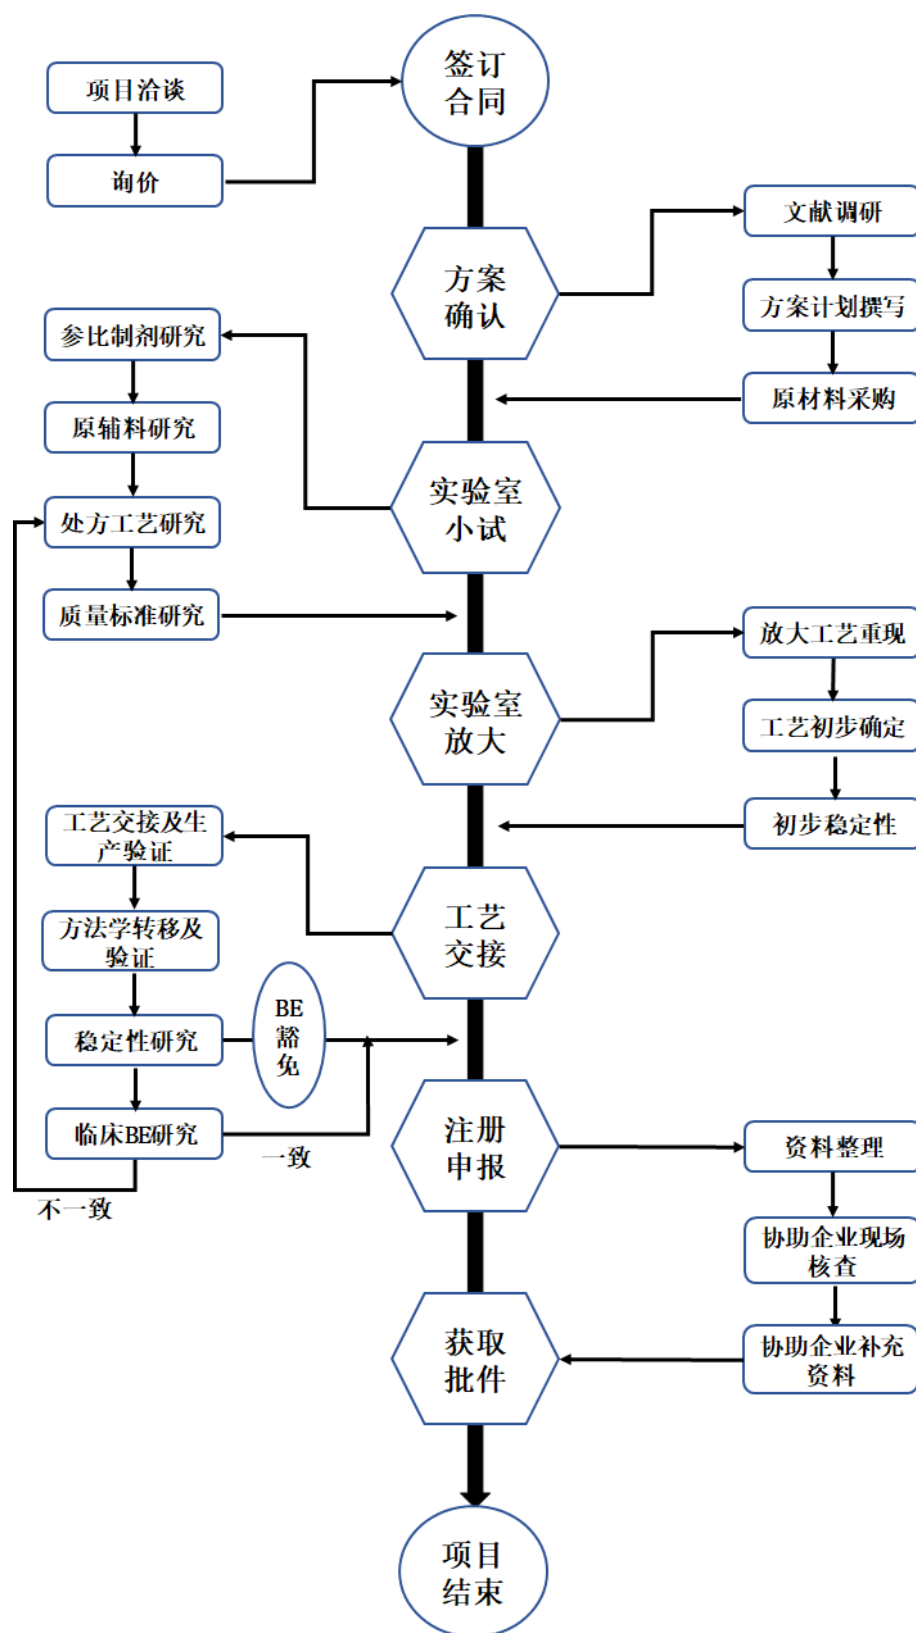 签订
合同
项目洽谈
询价
文献调研
方案
确认
方案计划撰写
参比制剂研究
原材料采购
原辅料研究
实验室
小试
处方工艺研究
质量标准研究
放大工艺重现
实验室
放大
工艺初步确定
工艺交接及生
产验证
初步稳定性
工艺
交接
方法学转移及
验证
BE
豁
免
稳定性研究
临床BE研究
一致
不一致
注册
申报
资料整理
协助企业现场
核查
获取
批件
协助企业补充
资料
项目
结束